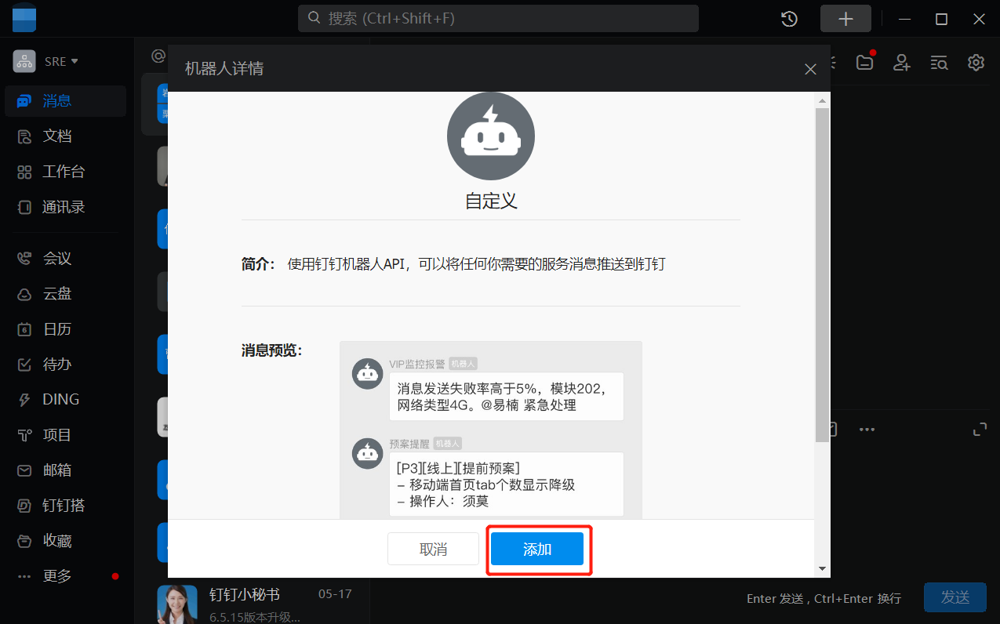 搜索 (Ctrl+Shift+F)
SRE
消息
文档
工作台
通讯录
会议
云盘
6
日历
待办
DING
项目
邮箱
钉钉搭
收藏
更多
@
机器人详情
自定义
简介： 使用钉钉机器人API，可以将任何你需要的服务消息推送到钉钉
消息预览：
VIP监控报警 机器人
消息发送失败率高于5%，模块202，
网络类型4G。@易楠 紧急处理
预案提醒 机器人
[P3][线上][提前预案]
– 移动端首页tab个数显示降级
– 操作人：须莫
取消
添加
钉钉小秘书 05-17
6.5.15版本升级...
Enter 发送 , Ctrl+Enter 换行
发送